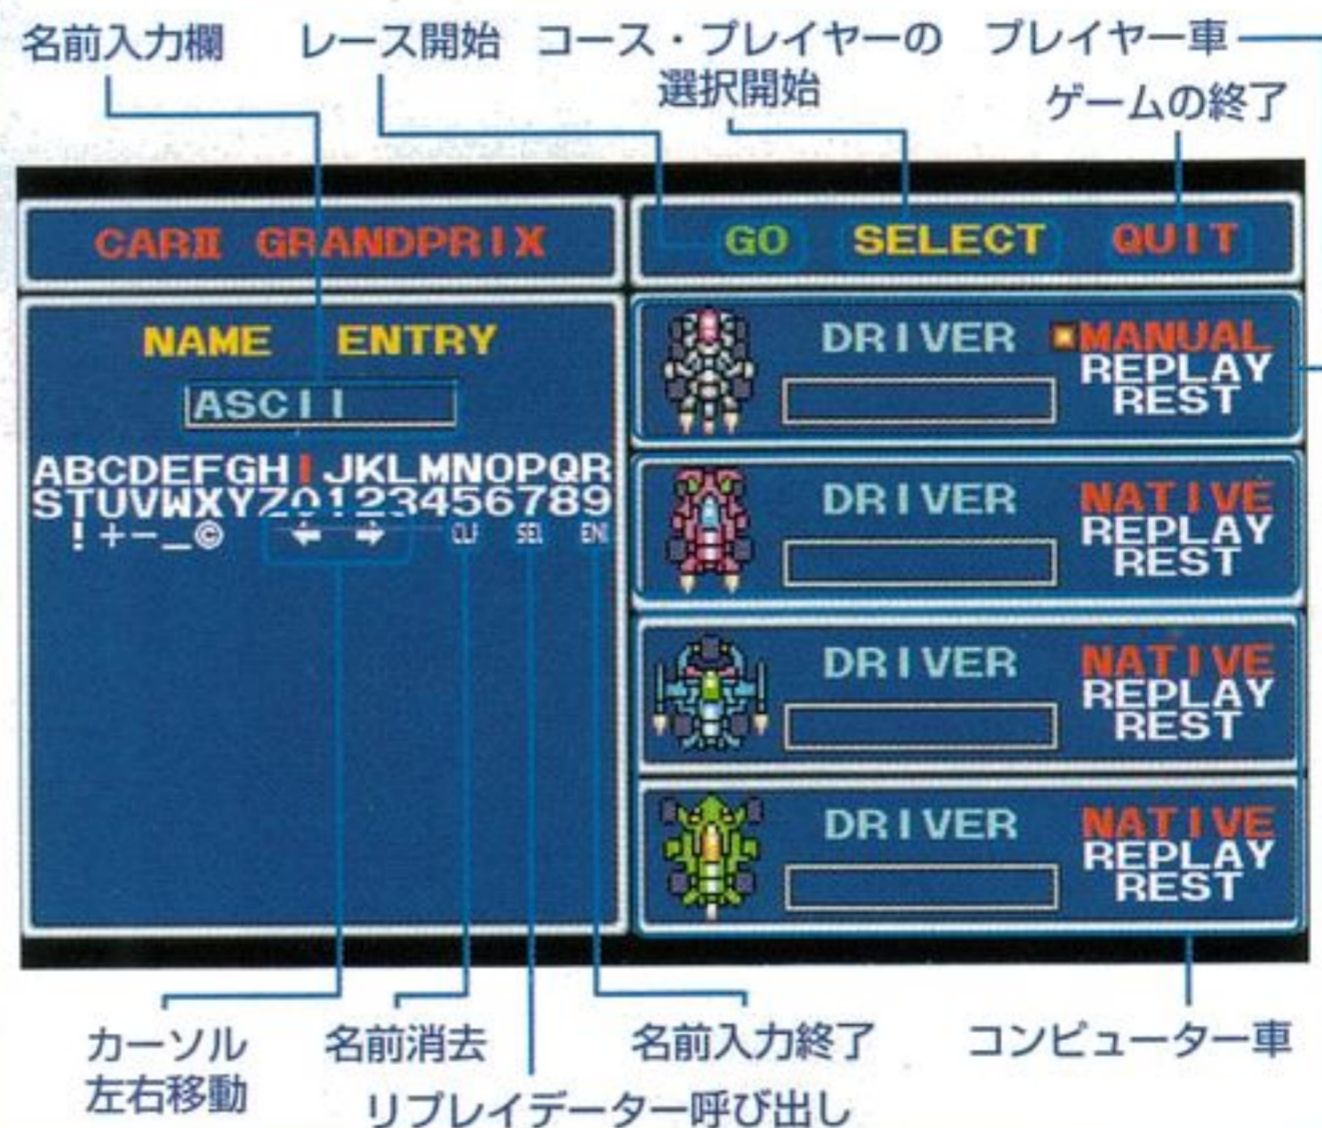 名前入力欄
レース開始
コース・プレイヤーの
選択開始
プレイヤー車
ゲームの終了
CARⅡ GRANDPRIX
GO SELECT QUIT
NAME ENTRY
ASCII
ABCDEFGHIJKLMNOPQR
STUVWXYZ0123456789
!+-_©
← → CLR SEL END
DRIVER
MANUAL
REPLAY
REST
DRIVER
NATIVE
REPLAY
REST
DRIVER
NATIVE
REPLAY
REST
DRIVER
NATIVE
REPLAY
REST
カーソル
左右移動
名前消去
リプレイデーター呼び出し
名前入力終了
コンピューター車